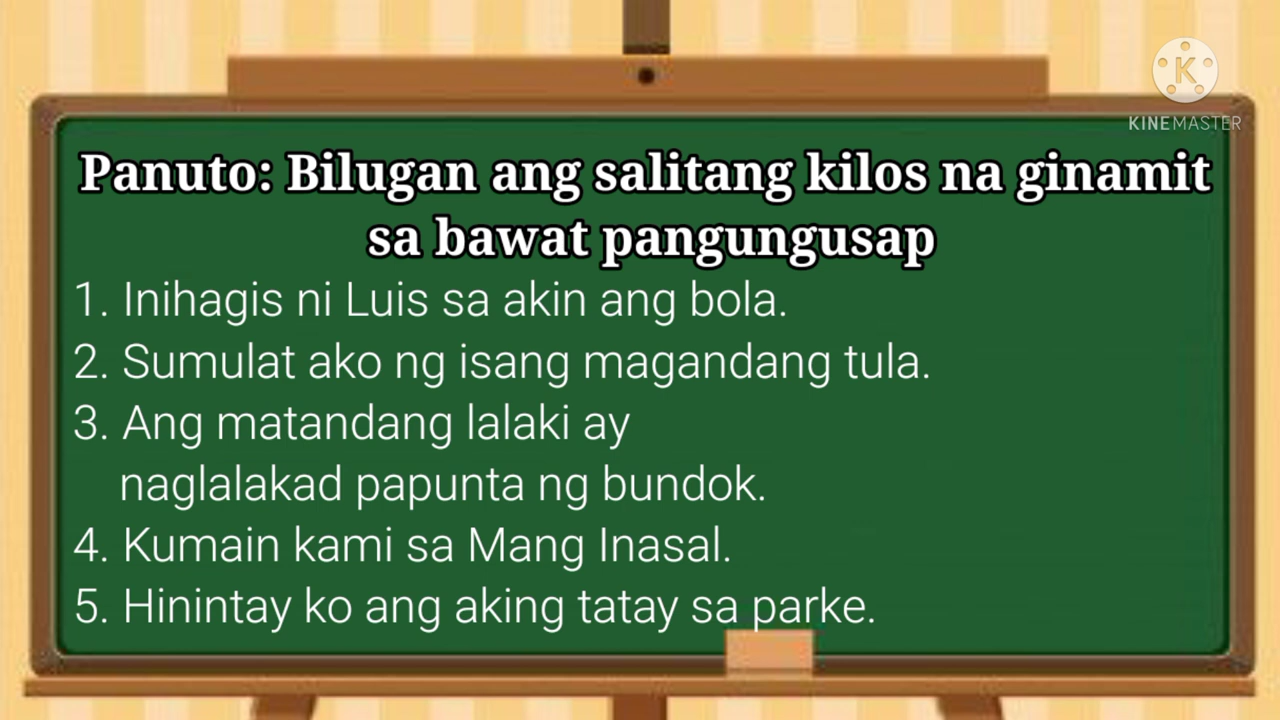 KINEMASTER
Panuto: Bilugan ang salitang kilos na ginamit
sa bawat pangungusap
1. Inihagis ni Luis sa akin ang bola.
2. Sumulat ako ng isang magandang tula.
3. Ang matandang lalaki ay
naglalakad papunta ng bundok.
4. Kumain kami sa Mang Inasal.
5. Hinintay ko ang aking tatay sa parke.